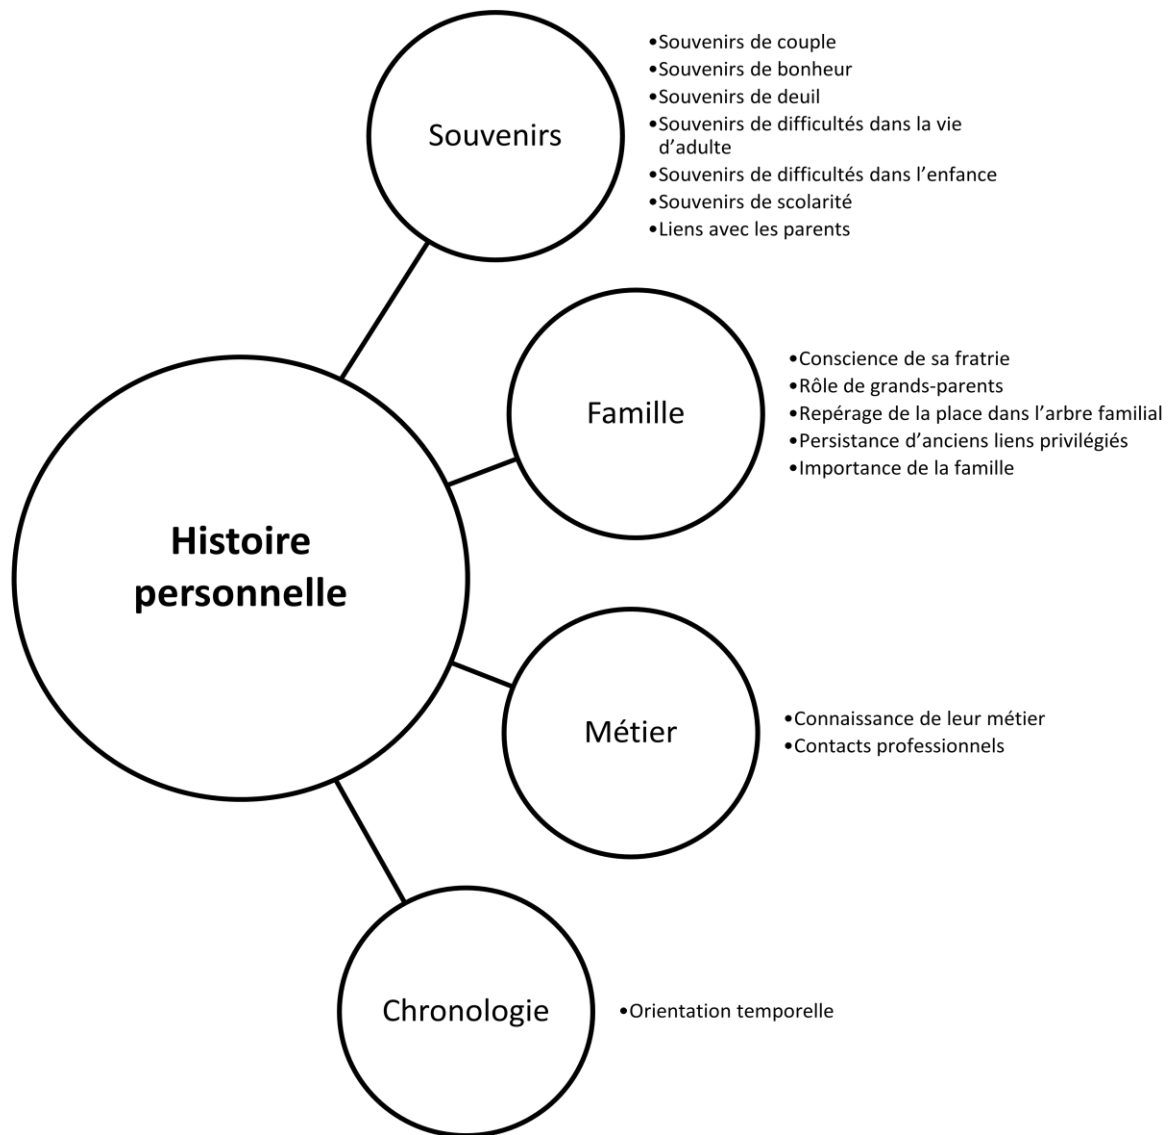 Souvenirs
•Souvenirs de couple
•Souvenirs de bonheur
•Souvenirs de deuil
•Souvenirs de difficultés dans la vie
d’adulte
•Souvenirs de difficultés dans l’enfance
•Souvenirs de scolarité
•Liens avec les parents
Famille
•Conscience de sa fratrie
•Rôle de grands-parents
•Repérage de la place dans l’arbre familial
•Persistance d’anciens liens privilégiés
•Importance de la famille
Histoire
personnelle
Métier
•Connaissance de leur métier
•Contacts professionnels
Chronologie
•Orientation temporelle